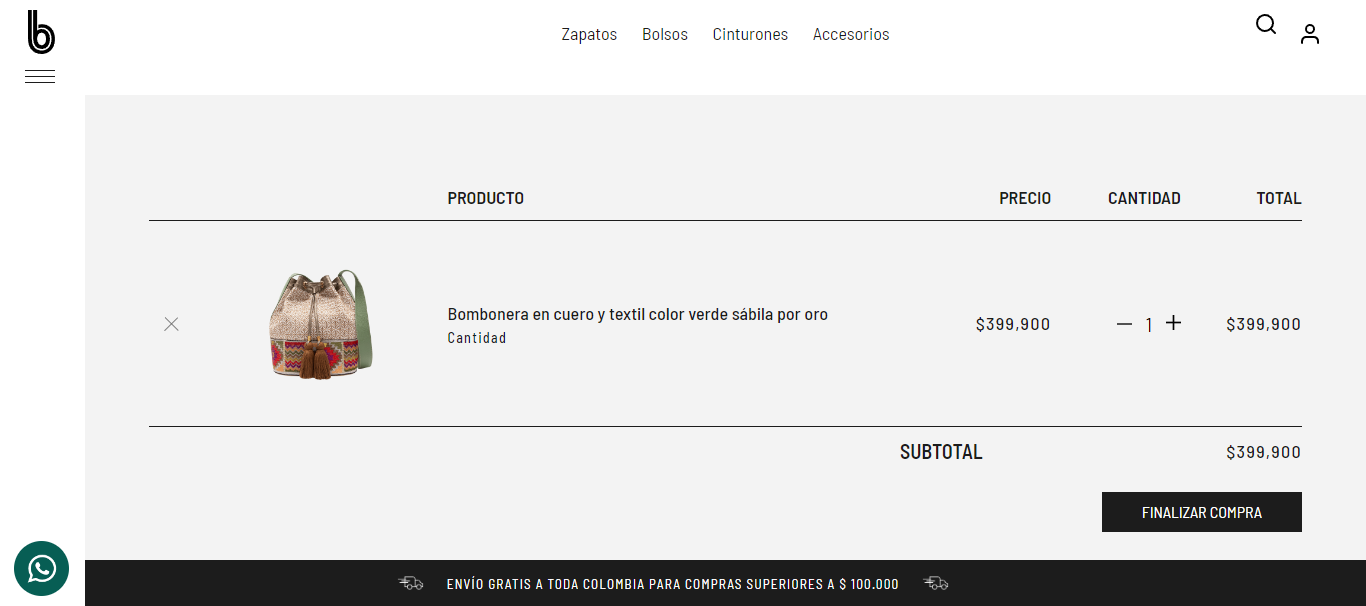 b
Zapatos Bolsos Cinturones Accesorios
PRODUCTO PRECIO CANTIDAD TOTAL
Bombonera en cuero y textil color verde sábila por oro
Cantidad
$399,900 — 1 + $399,900
SUBTOTAL $399,900
FINALIZAR COMPRA
ENVÍO GRATIS A TODA COLOMBIA PARA COMPRAS SUPERIORES A $ 100.000